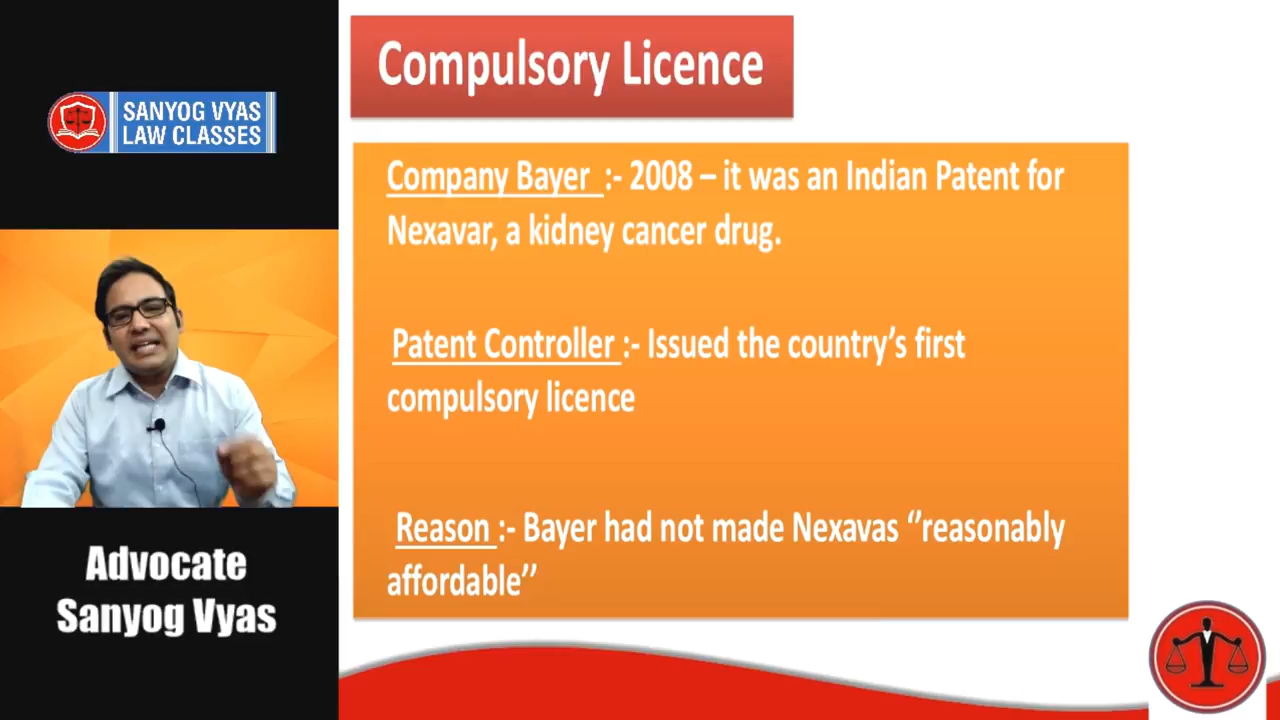 SANYOG VYAS
LAW CLASSES
Advocate
Sanyog Vyas
Compulsory Licence
Company Bayer :- 2008 – it was an Indian Patent for
Nexavar, a kidney cancer drug.
Patent Controller :- Issued the country’s first
compulsory licence
Reason :- Bayer had not made Nexavas ‘’reasonably
affordable’’